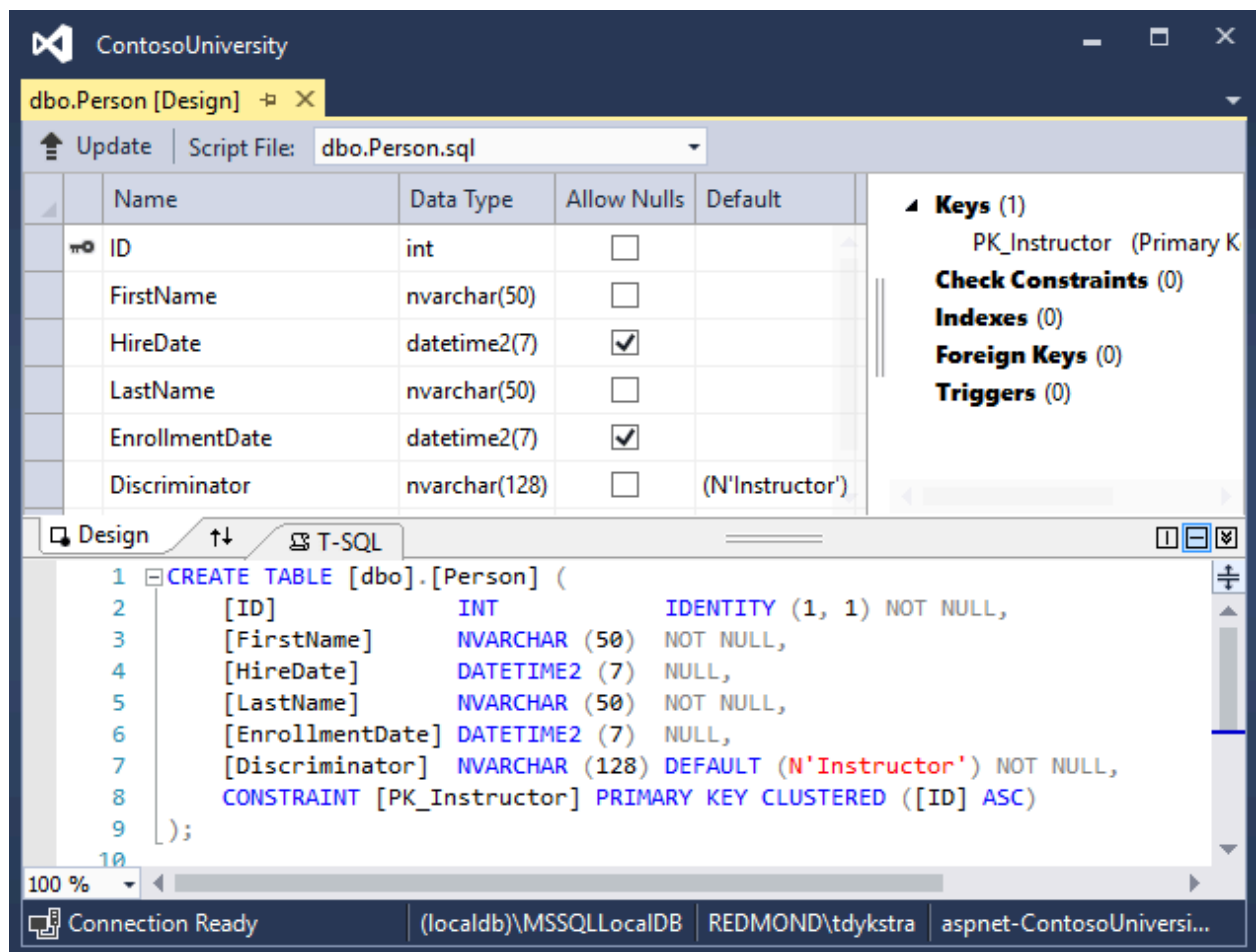 ContosoUniversity
dbo.Person [Design]
Update Script File: dbo.Person.sql
Name Data Type Allow Nulls Default
ID int
FirstName nvarchar(50)
HireDate datetime2(7)
LastName nvarchar(50)
EnrollmentDate datetime2(7)
Discriminator nvarchar(128) (N'Instructor')
Keys (1)
PK_Instructor (Primary K
Check Constraints (0)
Indexes (0)
Foreign Keys (0)
Triggers (0)
Design T-SQL
1 CREATE TABLE [dbo].[Person] (
2 [ID] INT IDENTITY (1, 1) NOT NULL,
3 [FirstName] NVARCHAR (50) NOT NULL,
4 [HireDate] DATETIME2 (7) NULL,
5 [LastName] NVARCHAR (50) NOT NULL,
6 [EnrollmentDate] DATETIME2 (7) NULL,
7 [Discriminator] NVARCHAR (128) DEFAULT (N'Instructor') NOT NULL,
8 CONSTRAINT [PK_Instructor] PRIMARY KEY CLUSTERED ([ID] ASC)
9 );
10
100 %
Connection Ready (localdb)\MSSQLLocalDB REDMOND\tdykstra aspnet-ContosoUniversi...